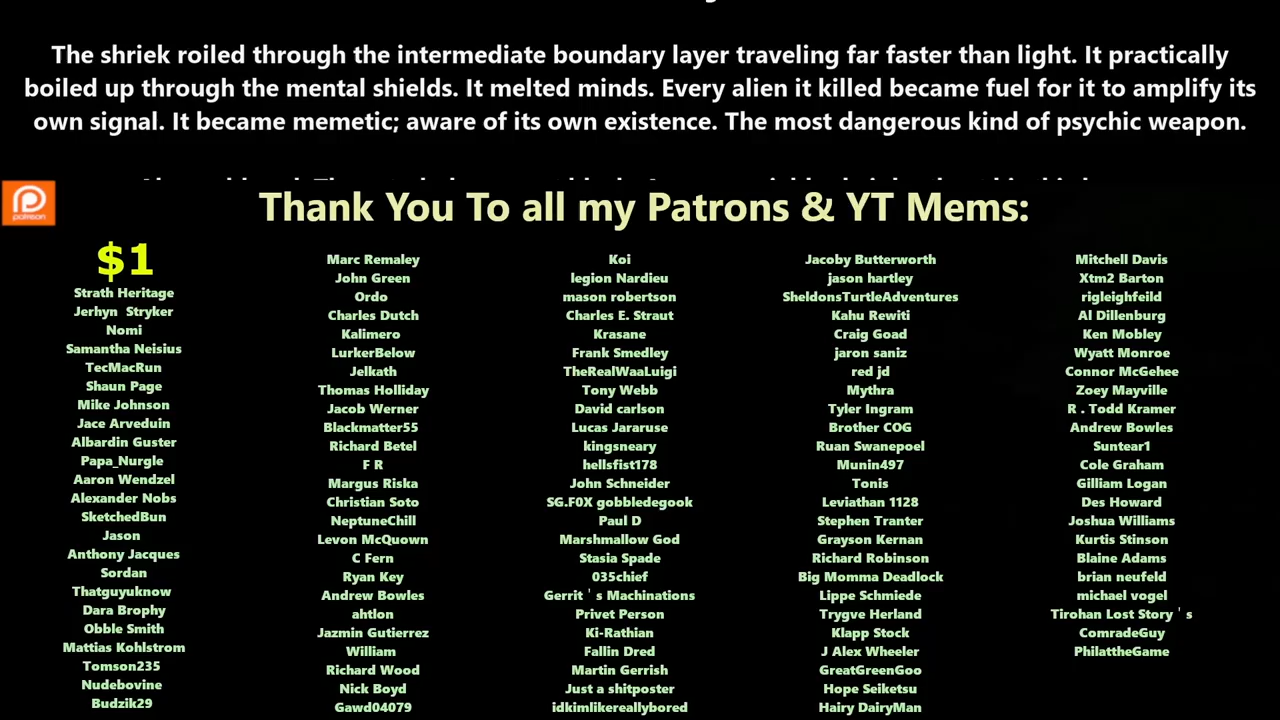 The shriek roiled through the intermediate boundary layer traveling far faster than light. It practically
boiled up through the mental shields. It melted minds. Every alien it killed became fuel for it to amplify its
own signal. It became memetic; aware of its own existence. The most dangerous kind of psychic weapon.
patreon
Thank You To all my Patrons & YT Mems:
$1
Strath Heritage
Jerhyn Stryker
Nomi
Samantha Neisius
TecMacRun
Shaun Page
Mike Johnson
Jace Arveduin
Albardin Guster
Papa_Nurgle
Aaron Wendzel
Alexander Nobs
SketchedBun
Jason
Anthony Jacques
Sordan
Thatguyuknow
Dara Brophy
Obble Smith
Mattias Kohlstrom
Tomson235
Nudebovine
Budzik29
Marc Remaley
John Green
Ordo
Charles Dutch
Kalimero
LurkerBelow
Jelkath
Thomas Holliday
Jacob Werner
Blackmatter55
Richard Betel
F R
Margus Riska
Christian Soto
NeptuneChill
Levon McQuown
C Fern
Ryan Key
Andrew Bowles
ahtlon
Jazmin Gutierrez
William
Richard Wood
Nick Boyd
Gawd04079
Koi
legion Nardieu
mason robertson
Charles E. Straut
Krasane
Frank Smedley
TheRealWaaLuigi
Tony Webb
David carlson
Lucas Jararuse
kingsneary
hellsfist178
John Schneider
SG.F0X gobbledegook
Paul D
Marshmallow God
Stasia Spade
035chief
Gerrit ' s Machinations
Privet Person
Ki-Rathian
Fallin Dred
Martin Gerrish
Just a shitposter
idkimlikereallybored
Jacoby Butterworth
jason hartley
SheldonsTurtleAdventures
Kahu Rewiti
Craig Goad
jaron saniz
red jd
Mythra
Tyler Ingram
Brother COG
Ruan Swanepoel
Munin497
Tonis
Leviathan 1128
Stephen Tranter
Grayson Kernan
Richard Robinson
Big Momma Deadlock
Lippe Schmiede
Trygve Herland
Klapp Stock
J Alex Wheeler
GreatGreenGoo
Hope Seiketsu
Hairy DairyMan
Mitchell Davis
Xtm2 Barton
rigleighfeild
Al Dillenburg
Ken Mobley
Wyatt Monroe
Connor McGehee
Zoey Mayville
R . Todd Kramer
Andrew Bowles
Suntear1
Cole Graham
Gilliam Logan
Des Howard
Joshua Williams
Kurtis Stinson
Blaine Adams
brian neufeld
michael vogel
Tirohan Lost Story ' s
ComradeGuy
PhilattheGame